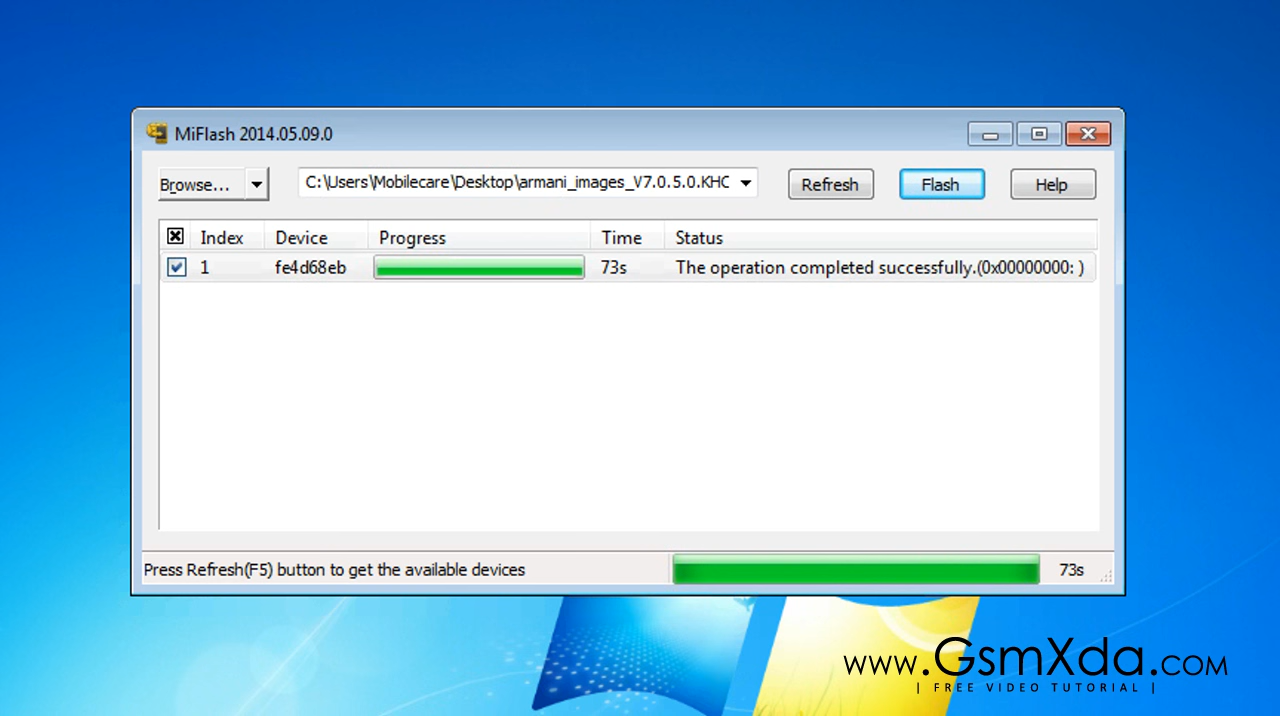 MiFlash 2014.05.09.0
Browse... C:\Users\Mobilecare\Desktop\armani_images_V7.0.5.0.KHC Refresh Flash Help
Index Device Progress Time Status
1 fe4d68eb 73s The operation completed successfully.(0x00000000: )
Press Refresh(F5) button to get the available devices 73s
www.GsmXda.com
| FREE VIDEO TUTORIAL |